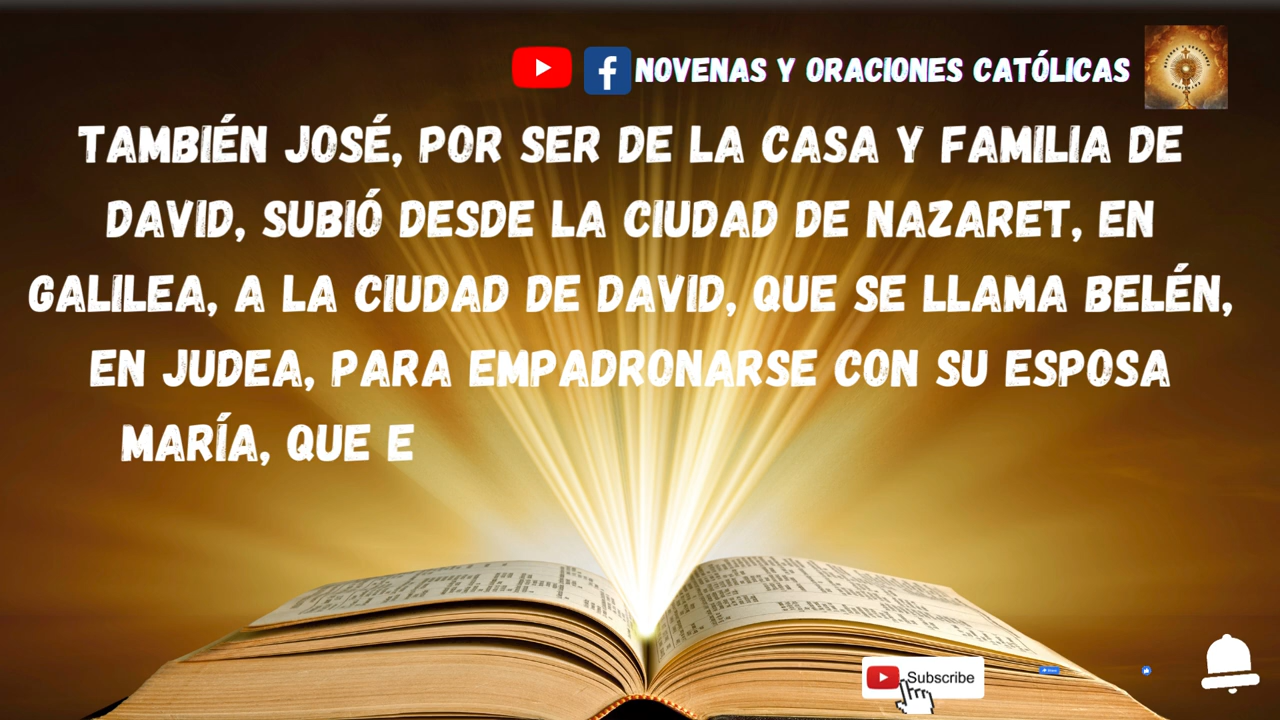 NOVENAS Y ORACIONES CATÓLICAS
TAMBIÉN JOSÉ, POR SER DE LA CASA Y FAMILIA DE
DAVID, SUBIÓ DESDE LA CIUDAD DE NAZARET, EN
GALILEA, A LA CIUDAD DE DAVID, QUE SE LLAMA BELÉN,
EN JUDEA, PARA EMPADRONARSE CON SU ESPOSA
MARÍA, QUE E
Subscribe